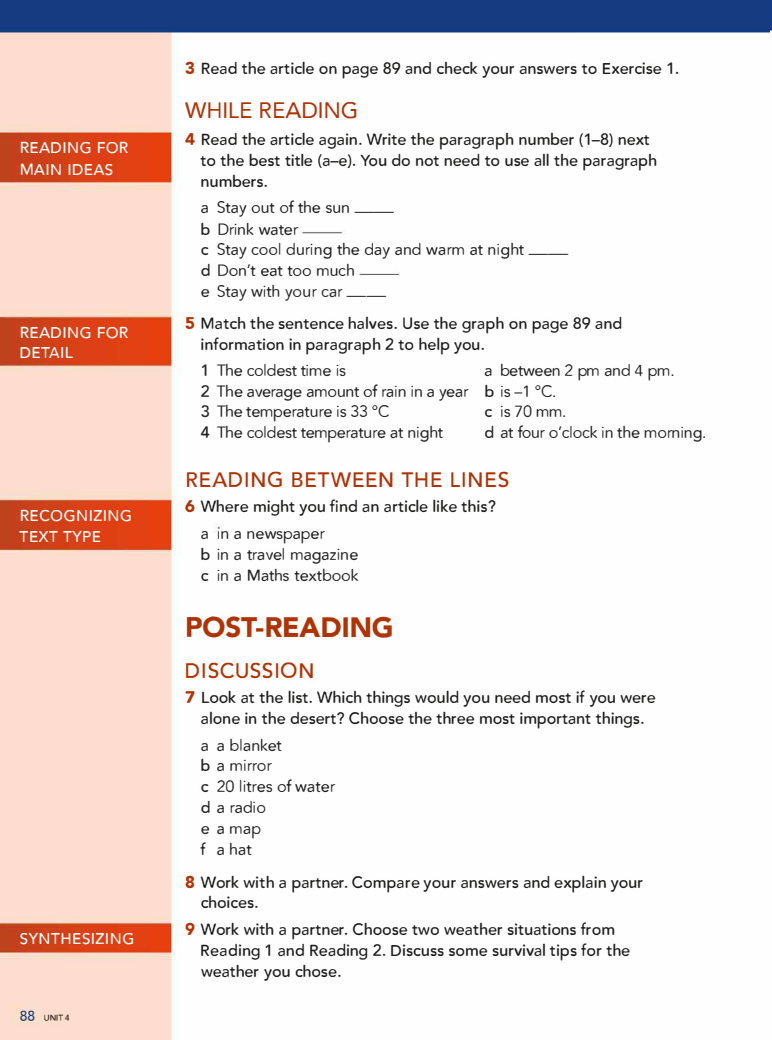 3 Read the article on page 89 and check your answers to Exercise 1.
WHILE READING
READING FOR
MAIN IDEAS
4 Read the article again. Write the paragraph number (1–8) next
to the best title (a–e). You do not need to use all the paragraph
numbers.
a Stay out of the sun _____
b Drink water _____
c Stay cool during the day and warm at night _____
d Don't eat too much _____
e Stay with your car _____
READING FOR
DETAIL
5 Match the sentence halves. Use the graph on page 89 and
information in paragraph 2 to help you.
1 The coldest time is a between 2 pm and 4 pm.
2 The average amount of rain in a year b is –1 °C.
3 The temperature is 33 °C c is 70 mm.
4 The coldest temperature at night d at four o'clock in the morning.
READING BETWEEN THE LINES
RECOGNIZING
TEXT TYPE
6 Where might you find an article like this?
a in a newspaper
b in a travel magazine
c in a Maths textbook
POST-READING
DISCUSSION
7 Look at the list. Which things would you need most if you were
alone in the desert? Choose the three most important things.
a a blanket
b a mirror
c 20 litres of water
d a radio
e a map
f a hat
8 Work with a partner. Compare your answers and explain your
choices.
SYNTHESIZING
9 Work with a partner. Choose two weather situations from
Reading 1 and Reading 2. Discuss some survival tips for the
weather you chose.
88 UNIT 4